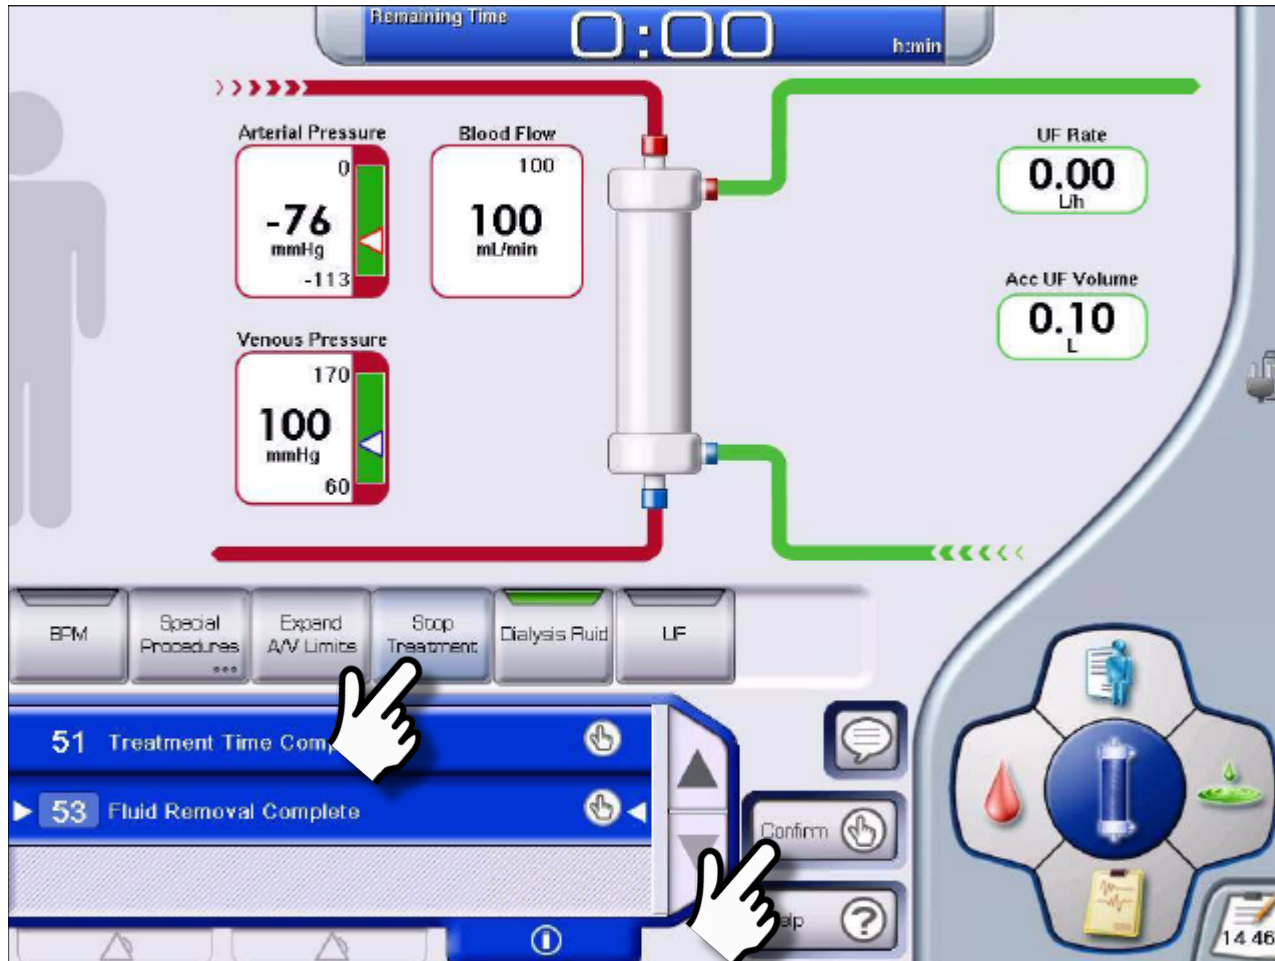 Remaining Time
0:00
h:min
Arterial Pressure
0
-76
mmHg
-113
Blood Flow
100
100
mL/min
UF Rate
0.00
L/h
Acc UF Volume
0.10
L
Venous Pressure
170
100
mmHg
60
BPM
Special
Procedures
Expand
A/V Limits
Stop
Treatment
Dialysis Fluid
UF
51 Treatment Time
53 Fluid Removal Complete
Confirm
14 46